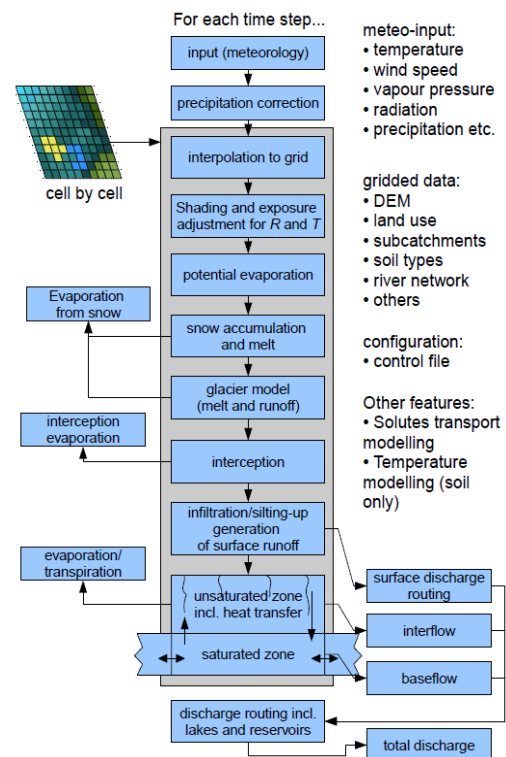 For each time step...
input (meteorology)
precipitation correction
cell by cell
interpolation to grid
Shading and exposure
adjustment for R and T
potential evaporation
Evaporation
from snow
snow accumulation
and melt
glacier model
(melt and runoff)
interception
evaporation
interception
infiltration/silting-up
generation
of surface runoff
evaporation/
transpiration
unsaturated zone
incl. heat transfer
saturated zone
surface discharge
routing
interflow
baseflow
discharge routing incl.
lakes and reservoirs
total discharge
meteo-input:
• temperature
• wind speed
• vapour pressure
• radiation
• precipitation etc.
gridded data:
• DEM
• land use
• subcatchments
• soil types
• river network
• others
configuration:
• control file
Other features:
• Solutes transport
modelling
• Temperature
modelling (soil
only)